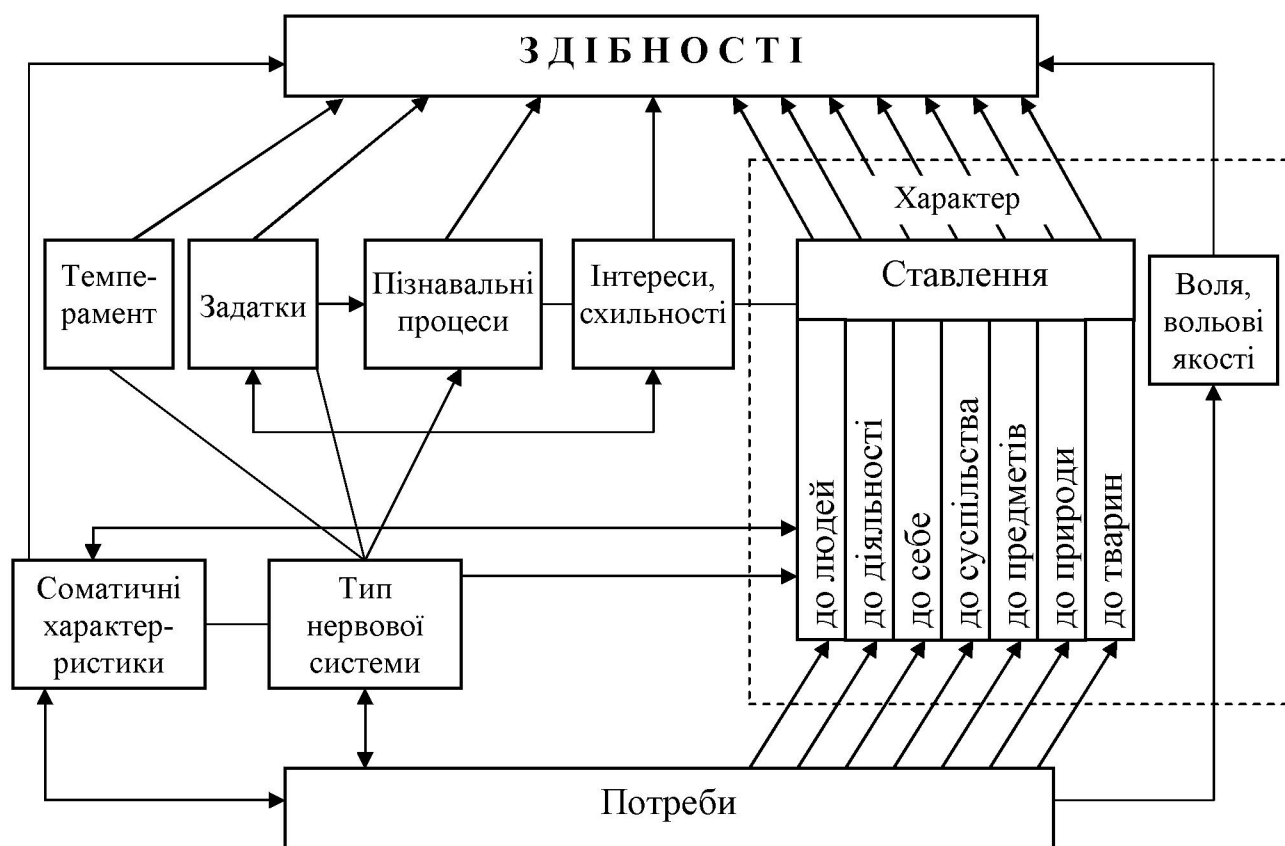 ЗДІБНОСТІ
Характер
Темпе-
рамент
Задатки
Пізнавальні
процеси
Інтереси,
схильності
Ставлення
Воля,
вольові
якості
до людей
до діяльності
до себе
до суспільства
до предметів
до природи
до тварин
Соматичні
характер-
ристики
Тип
нервової
системи
Потреби